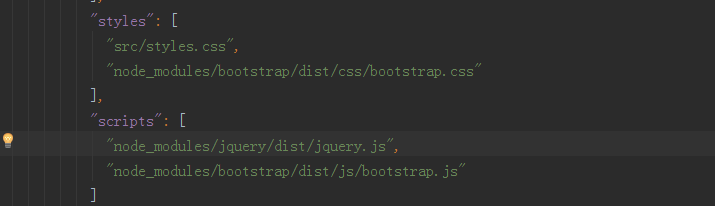 "styles": [
"src/styles.css",
"node_modules/bootstrap/dist/css/bootstrap.css"
],
"scripts": [
"node_modules/jquery/dist/jquery.js",
"node_modules/bootstrap/dist/js/bootstrap.js"
]